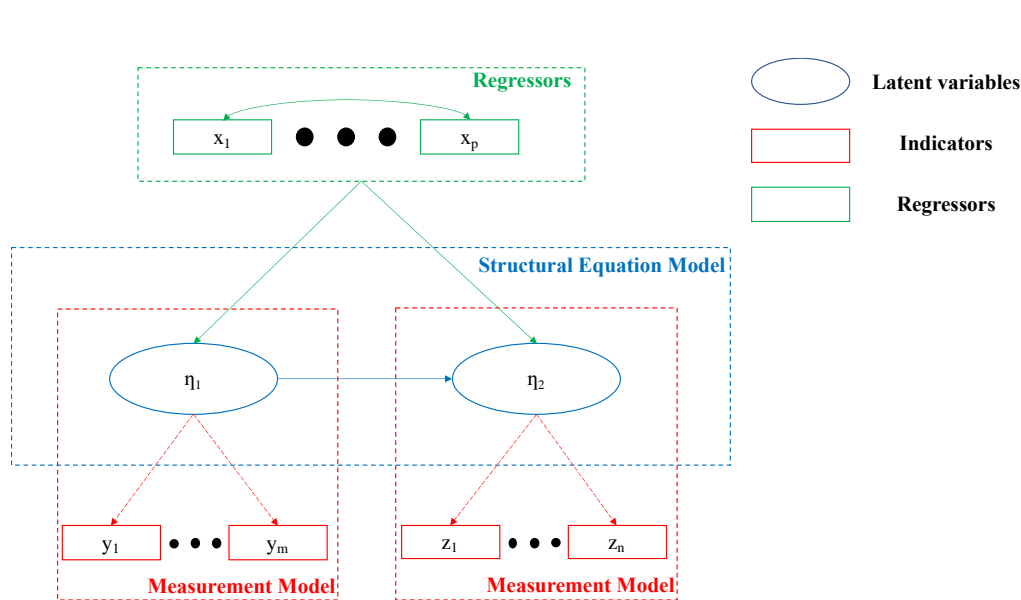 Regressors
x₁ xₚ
Latent variables
Indicators
Regressors
Structural Equation Model
η₁ η₂
y₁ yₘ z₁ zₙ
Measurement Model Measurement Model